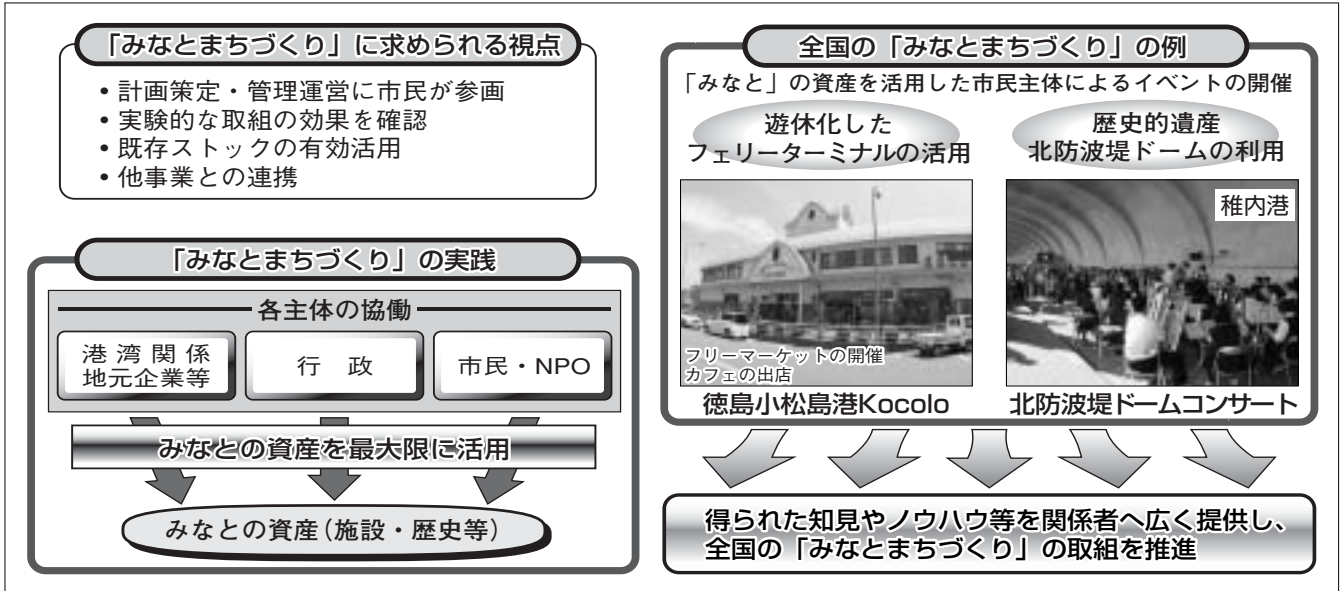 「みなとまちづくり」に求められる視点
• 計画策定・管理運営に市民が参画
• 実験的な取組の効果を確認
• 既存ストックの有効活用
• 他事業との連携
「みなとまちづくり」の実践
各主体の協働
港湾関係
地元企業等
行 政
市民・NPO
みなとの資産を最大限に活用
みなとの資産(施設・歴史等)
全国の「みなとまちづくり」の例
「みなと」の資産を活用した市民主体によるイベントの開催
遊休化した
フェリーターミナルの活用
フリーマーケットの開催
カフェの出店
徳島小松島港Kocolo
歴史的遺産
北防波堤ドームの利用
稚内港
北防波堤ドームコンサート
得られた知見やノウハウ等を関係者へ広く提供し、
全国の「みなとまちづくり」の取組を推進